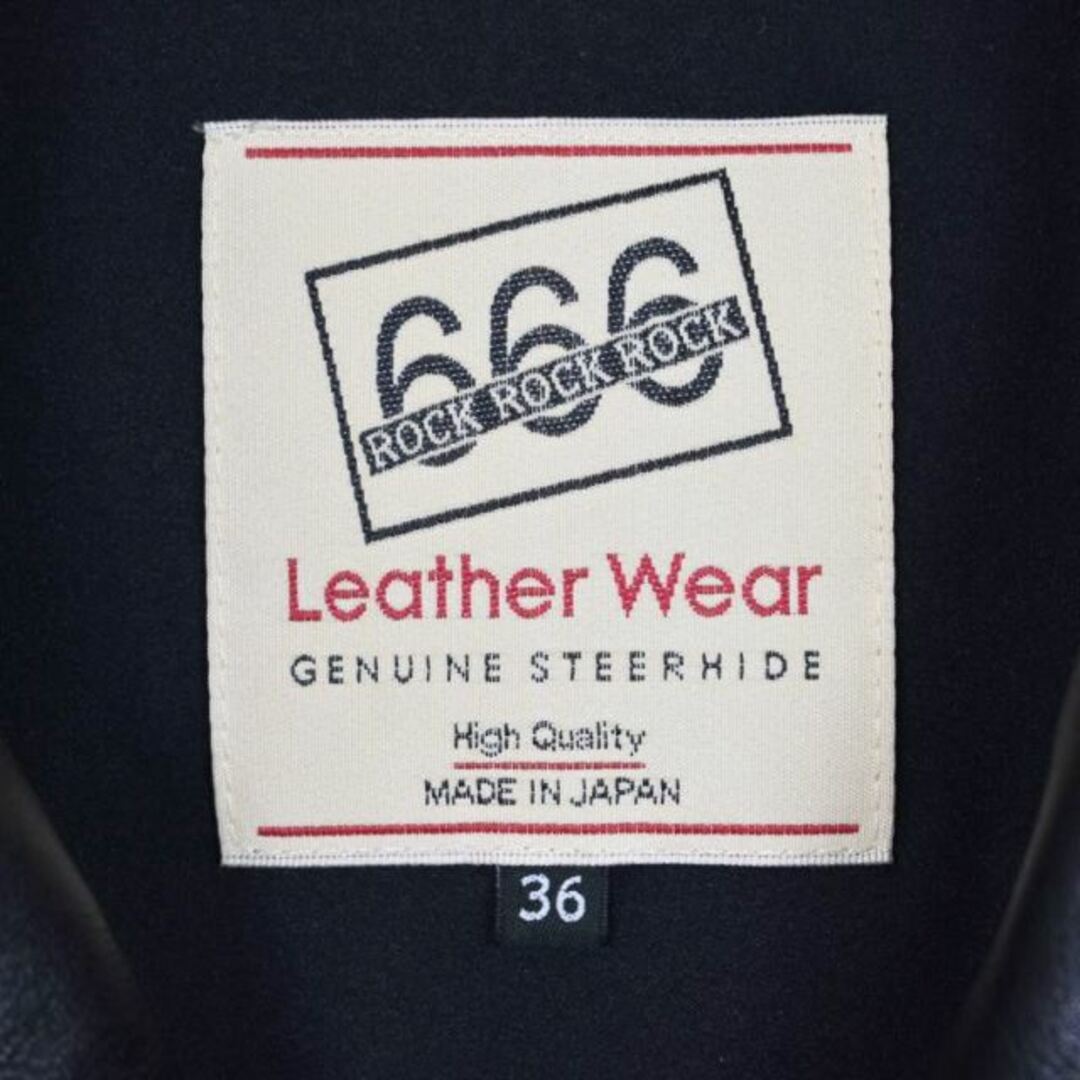 666
ROCK ROCK ROCK
Leather Wear
GENUINE STEERHIDE
High Quality
MADE IN JAPAN
36